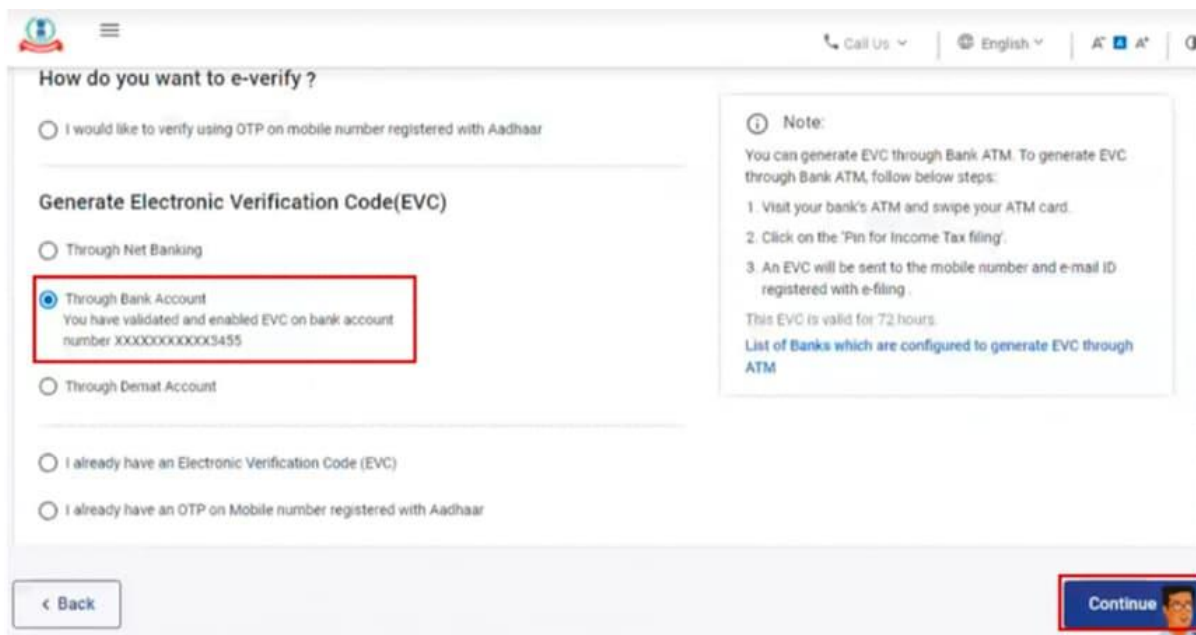 Call Us
English
A- A A+
How do you want to e-verify ?
I would like to verify using OTP on mobile number registered with Aadhaar
Generate Electronic Verification Code(EVC)
Through Net Banking
Through Bank Account
You have validated and enabled EVC on bank account
number XXXXXXXXXXX3455
Through Demat Account
I already have an Electronic Verification Code (EVC)
I already have an OTP on Mobile number registered with Aadhaar
Note:
You can generate EVC through Bank ATM. To generate EVC
through Bank ATM, follow below steps:
1. Visit your bank's ATM and swipe your ATM card.
2. Click on the 'Pin for Income Tax filing'.
3. An EVC will be sent to the mobile number and e-mail ID
registered with e-filing .
This EVC is valid for 72 hours.
List of Banks which are configured to generate EVC through
ATM
< Back
Continue